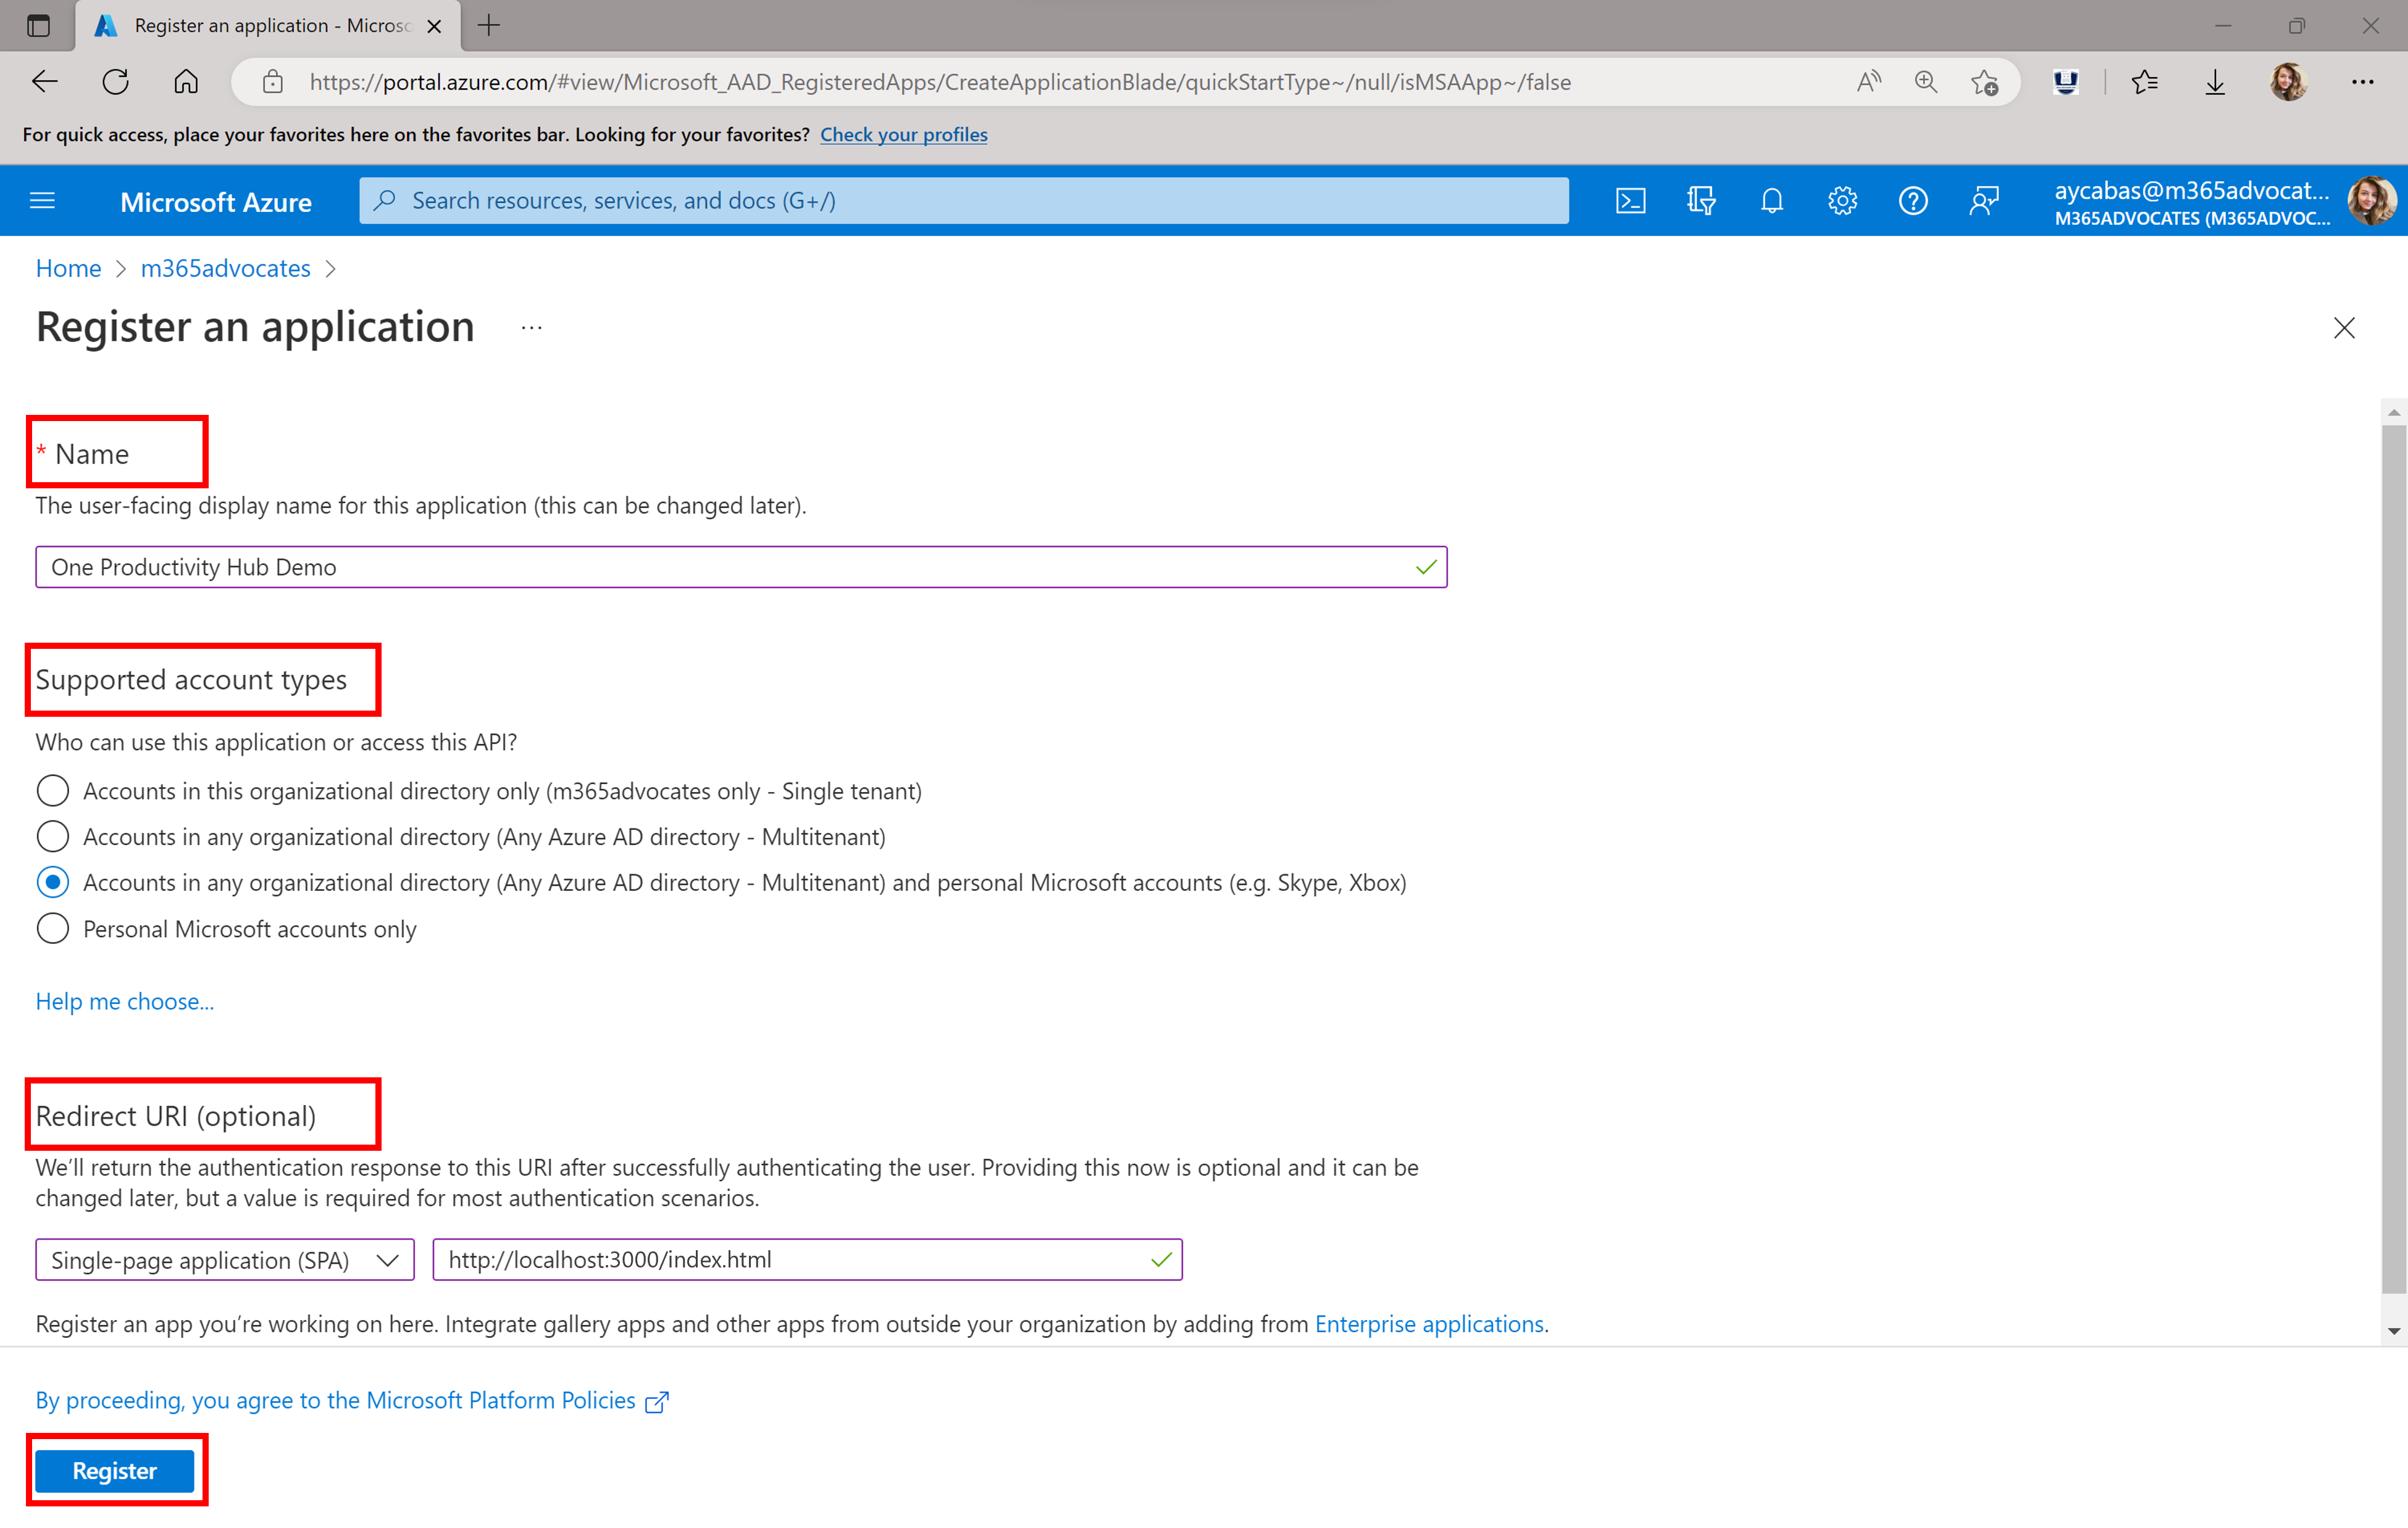 Register an application - Microsc
https://portal.azure.com/#view/Microsoft_AAD_RegisteredApps/CreateApplicationBlade/quickStartType~/null/isMSAApp~/false
For quick access, place your favorites here on the favorites bar. Looking for your favorites? Check your profiles
Microsoft Azure
Search resources, services, and docs (G+/)
aycabas@m365advocat...
M365ADVOCATES (M365ADVOC...
Home > m365advocates >
Register an application ...
* Name
The user-facing display name for this application (this can be changed later).
One Productivity Hub Demo
Supported account types
Who can use this application or access this API?
Accounts in this organizational directory only (m365advocates only - Single tenant)
Accounts in any organizational directory (Any Azure AD directory - Multitenant)
Accounts in any organizational directory (Any Azure AD directory - Multitenant) and personal Microsoft accounts (e.g. Skype, Xbox)
Personal Microsoft accounts only
Help me choose...
Redirect URI (optional)
We'll return the authentication response to this URI after successfully authenticating the user. Providing this now is optional and it can be
changed later, but a value is required for most authentication scenarios.
Single-page application (SPA)
http://localhost:3000/index.html
Register an app you're working on here. Integrate gallery apps and other apps from outside your organization by adding from Enterprise applications.
By proceeding, you agree to the Microsoft Platform Policies
Register